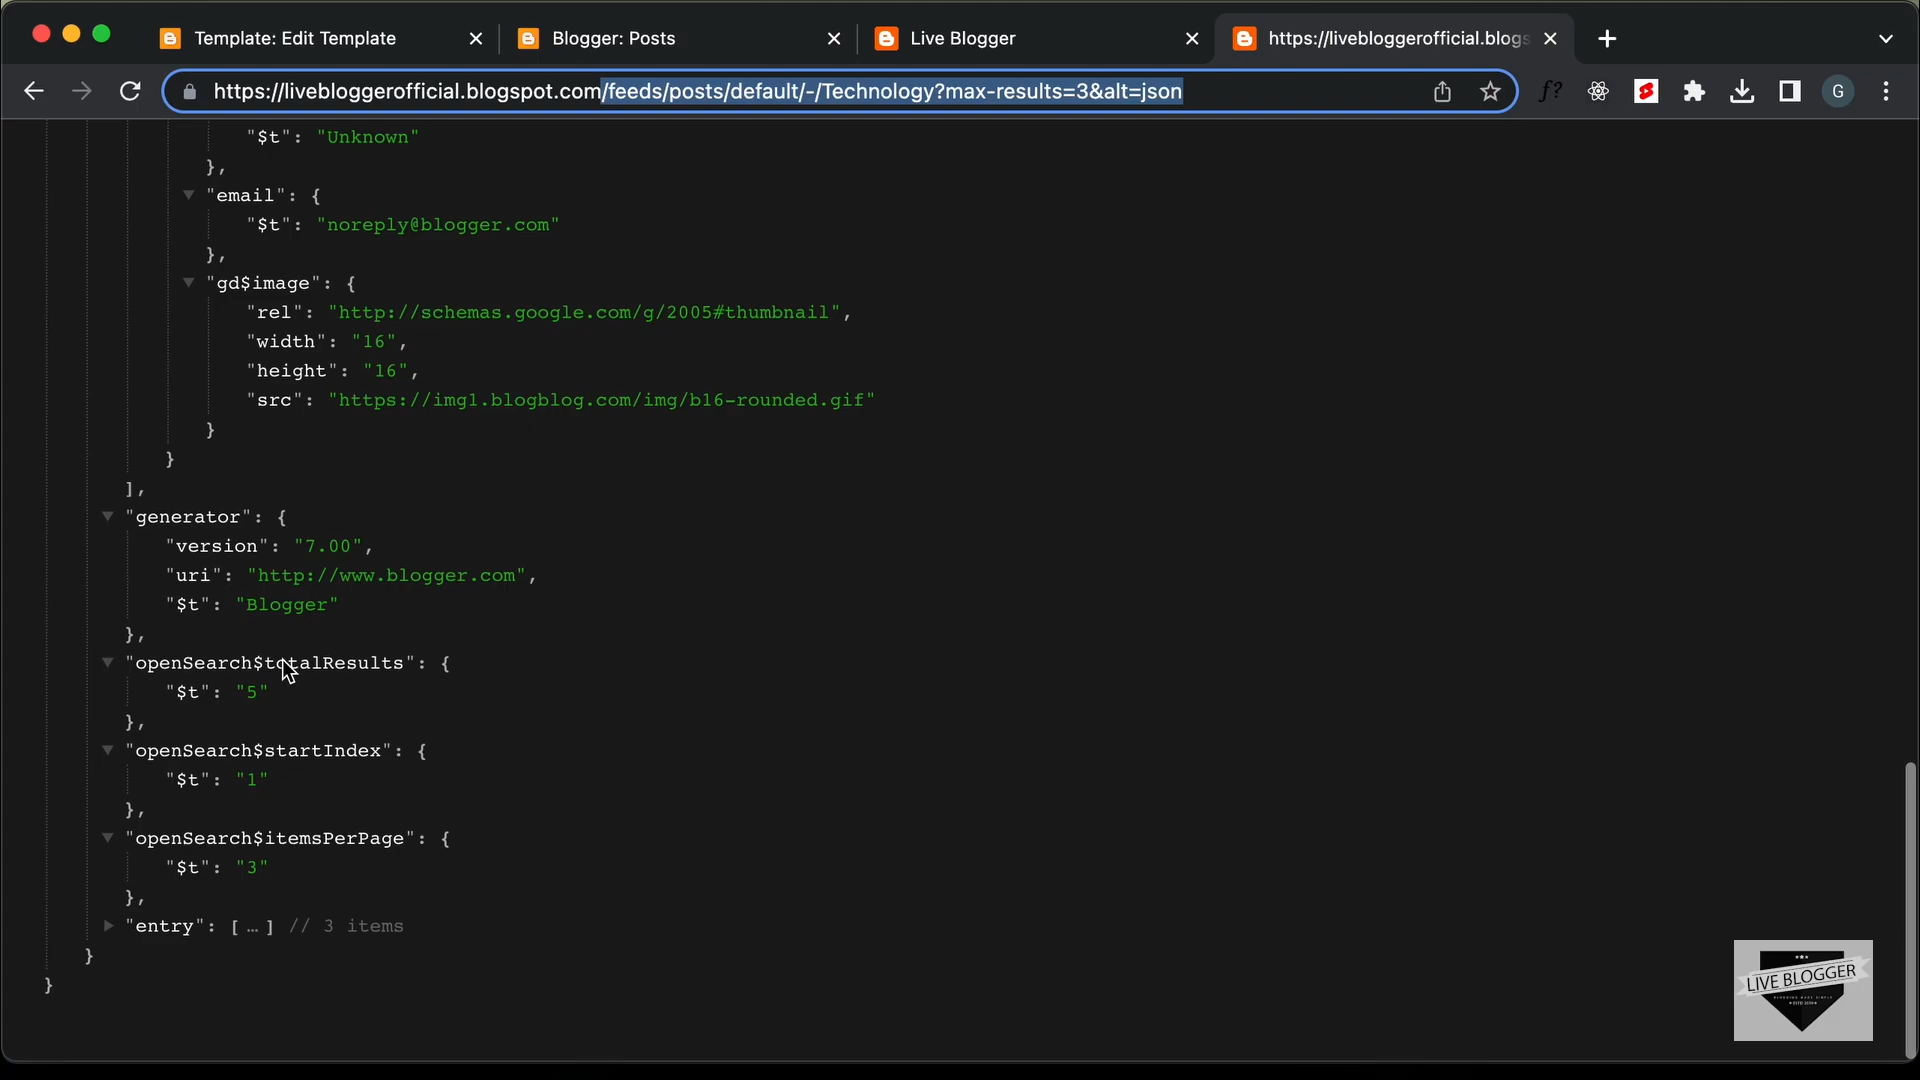 Template: Edit Template
Blogger: Posts
Live Blogger
https://livebloggerofficial.blogs
https://livebloggerofficial.blogspot.com/feeds/posts/default/-/Technology?max-results=3&alt=json
f?
G
"$t": "Unknown"
},
"email": {
"$t": "noreply@blogger.com"
},
"gd$image": {
"rel": "http://schemas.google.com/g/2005#thumbnail",
"width": "16",
"height": "16",
"src": "https://img1.blogblog.com/img/b16-rounded.gif"
}
}
],
"generator": {
"version": "7.00",
"uri": "http://www.blogger.com",
"$t": "Blogger"
},
"openSearch$totalResults": {
"$t": "5"
},
"openSearch$startIndex": {
"$t": "1"
},
"openSearch$itemsPerPage": {
"$t": "3"
},
"entry": [ … ] // 3 items
}
}
LIVE BLOGGER